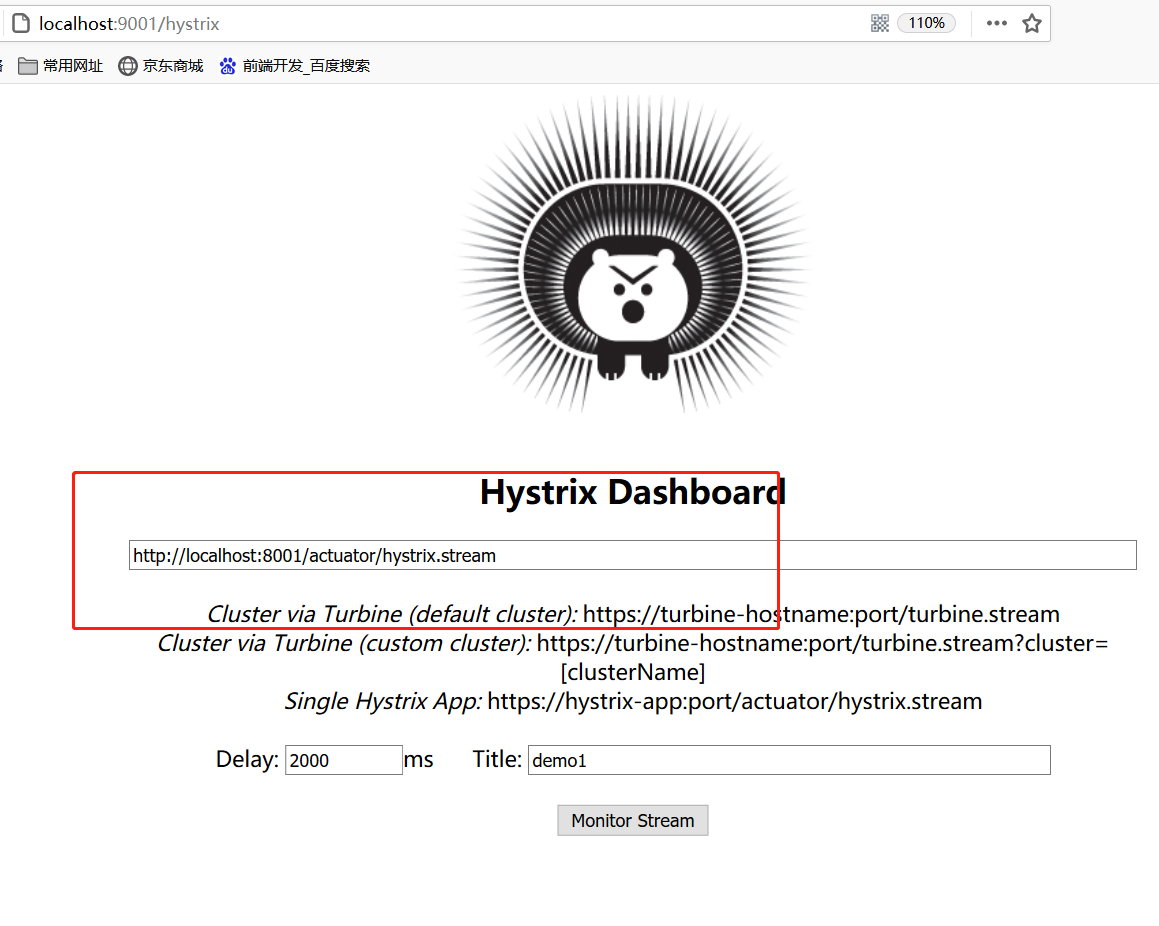 localhost:9001/hystrix
110%
常用网址 京东商城 前端开发_百度搜索
Hystrix Dashboard
http://localhost:8001/actuator/hystrix.stream
Cluster via Turbine (default cluster): https://turbine-hostname:port/turbine.stream
Cluster via Turbine (custom cluster): https://turbine-hostname:port/turbine.stream?cluster=
[clusterName]
Single Hystrix App: https://hystrix-app:port/actuator/hystrix.stream
Delay: 2000 ms Title: demo1
Monitor Stream